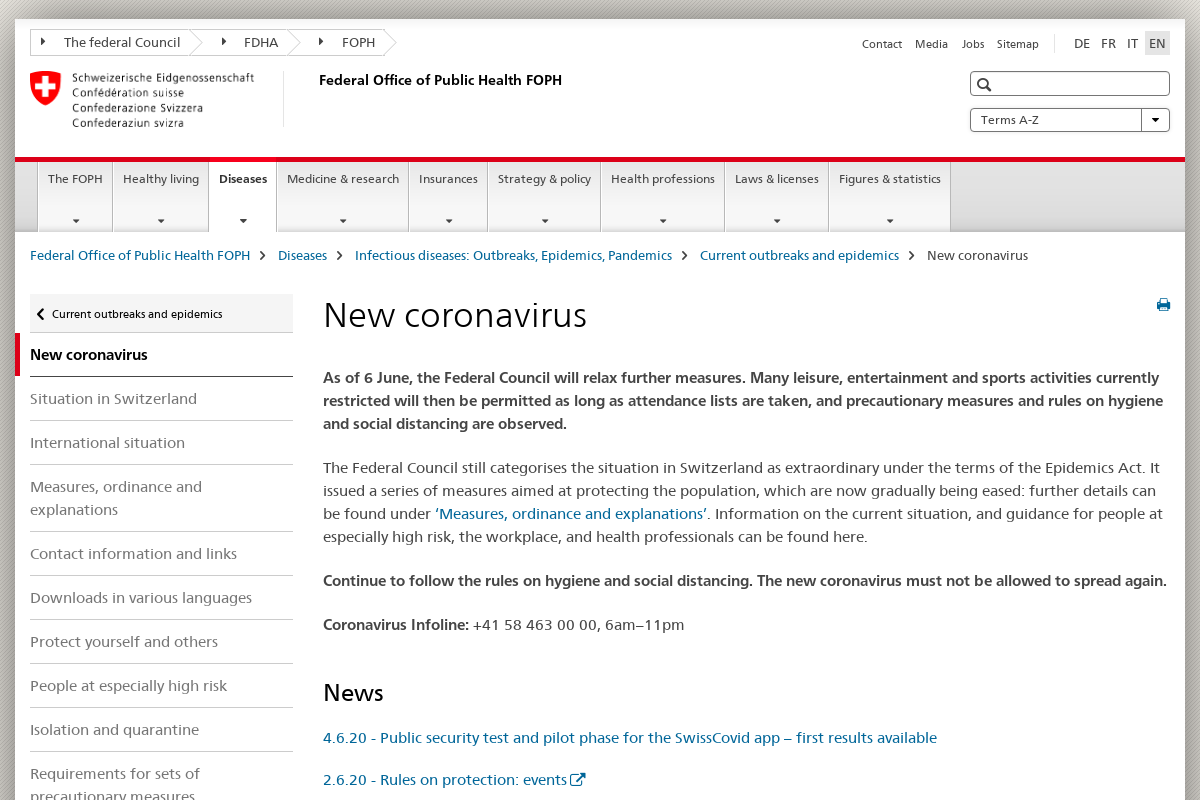 The federal Council
FDHA
FOPH
Contact Media Jobs Sitemap
DE FR IT EN
Schweizerische Eidgenossenschaft
Confédération suisse
Confederazione Svizzera
Confederaziun svizra
Federal Office of Public Health FOPH
Terms A-Z
The FOPH
Healthy living
Diseases
Medicine & research
Insurances
Strategy & policy
Health professions
Laws & licenses
Figures & statistics
Federal Office of Public Health FOPH > Diseases > Infectious diseases: Outbreaks, Epidemics, Pandemics > Current outbreaks and epidemics > New coronavirus
Current outbreaks and epidemics
New coronavirus
Situation in Switzerland
International situation
Measures, ordinance and
explanations
Contact information and links
Downloads in various languages
Protect yourself and others
People at especially high risk
Isolation and quarantine
Requirements for sets of
precautionary measures
New coronavirus
As of 6 June, the Federal Council will relax further measures. Many leisure, entertainment and sports activities currently
restricted will then be permitted as long as attendance lists are taken, and precautionary measures and rules on hygiene
and social distancing are observed.
The Federal Council still categorises the situation in Switzerland as extraordinary under the terms of the Epidemics Act. It
issued a series of measures aimed at protecting the population, which are now gradually being eased: further details can
be found under ‘Measures, ordinance and explanations’. Information on the current situation, and guidance for people at
especially high risk, the workplace, and health professionals can be found here.
Continue to follow the rules on hygiene and social distancing. The new coronavirus must not be allowed to spread again.
Coronavirus Infoline: +41 58 463 00 00, 6am–11pm
News
4.6.20 - Public security test and pilot phase for the SwissCovid app – first results available
2.6.20 - Rules on protection: events